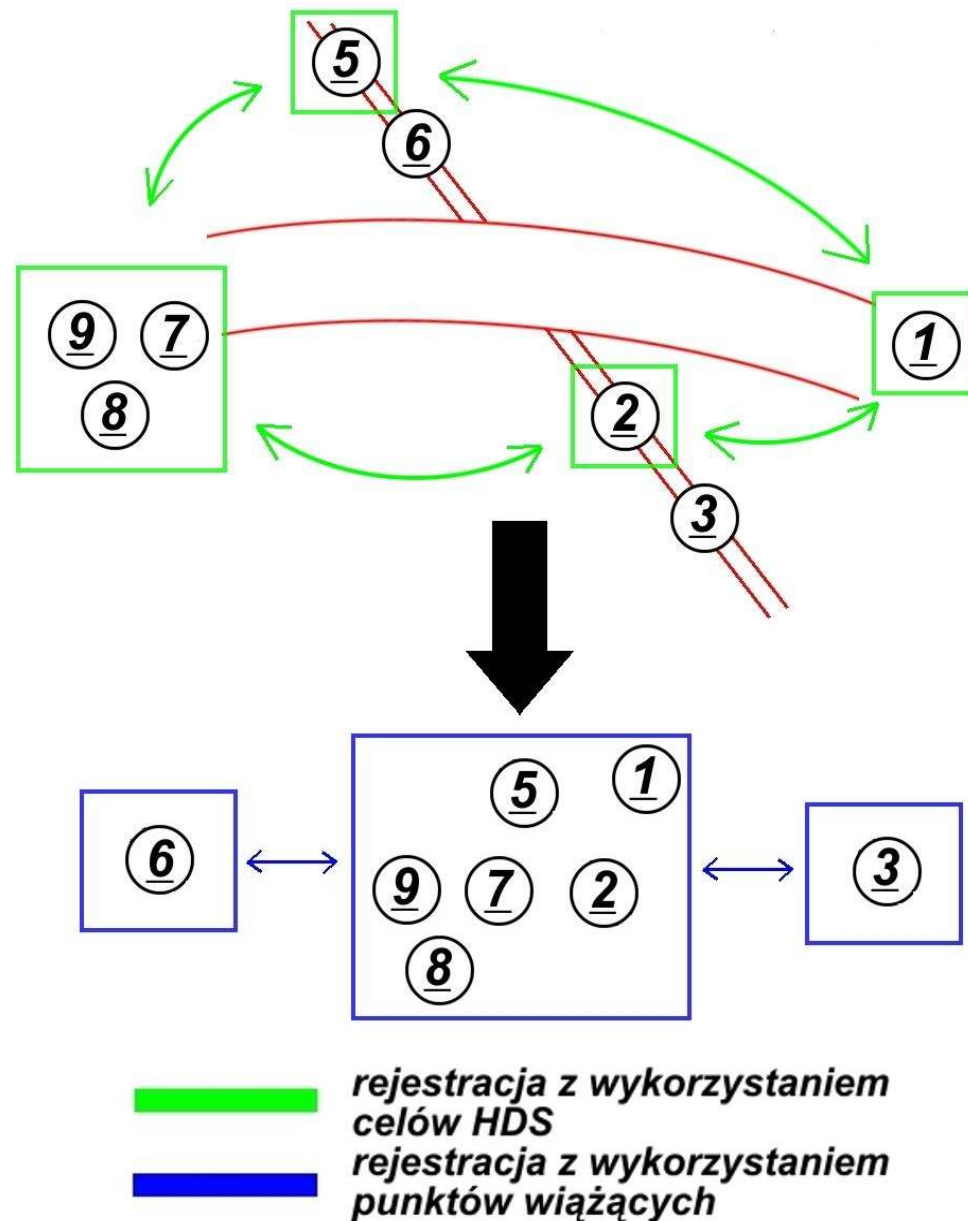 5
6
9 7
1
8
2
3
5 1
6
9 7 2
3
8
rejestracja z wykorzystaniem
celów HDS
rejestracja z wykorzystaniem
punktów wiążących